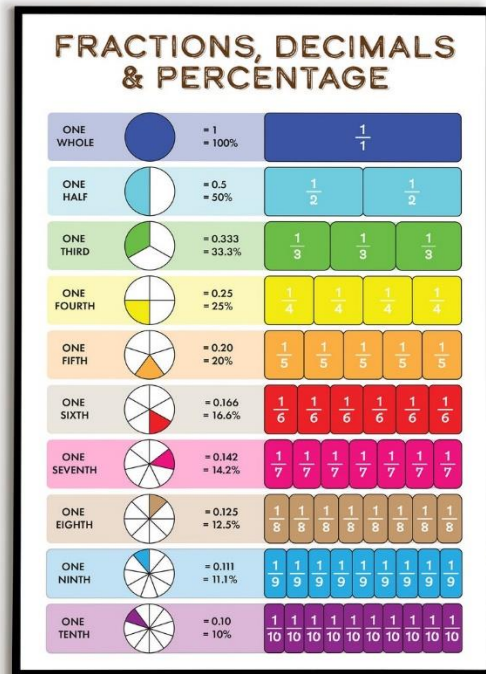 FRACTIONS, DECIMALS
& PERCENTAGE
ONE
WHOLE
= 1
= 100%
1/1
ONE
HALF
= 0.5
= 50%
1/2 1/2
ONE
THIRD
= 0.333
= 33.3%
1/3 1/3 1/3
ONE
FOURTH
= 0.25
= 25%
1/4 1/4 1/4 1/4
ONE
FIFTH
= 0.20
= 20%
1/5 1/5 1/5 1/5 1/5
ONE
SIXTH
= 0.166
= 16.6%
1/6 1/6 1/6 1/6 1/6 1/6
ONE
SEVENTH
= 0.142
= 14.2%
1/7 1/7 1/7 1/7 1/7 1/7 1/7
ONE
EIGHTH
= 0.125
= 12.5%
1/8 1/8 1/8 1/8 1/8 1/8 1/8 1/8
ONE
NINTH
= 0.111
= 11.1%
1/9 1/9 1/9 1/9 1/9 1/9 1/9 1/9 1/9
ONE
TENTH
= 0.10
= 10%
1/10 1/10 1/10 1/10 1/10 1/10 1/10 1/10 1/10 1/10